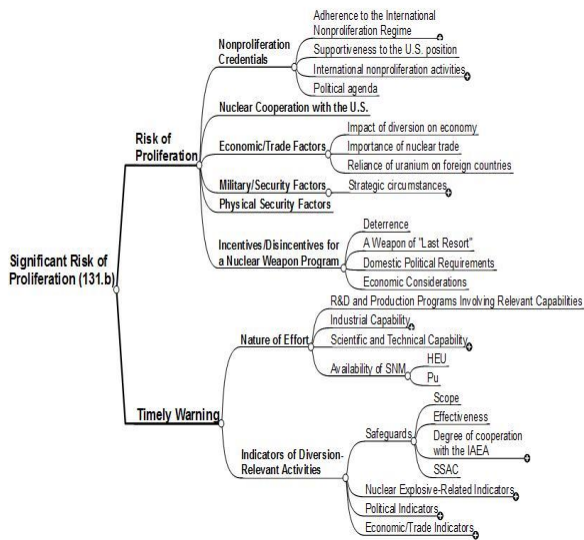 Significant Risk of
Proliferation (131.b)
Risk of
Proliferation
Nonproliferation
Credentials
Adherence to the International
Nonproliferation Regime
Supportiveness to the U.S. position
International nonproliferation activities
Political agenda
Nuclear Cooperation with the U.S.
Economic/Trade Factors
Impact of diversion on economy
Importance of nuclear trade
Reliance of uranium on foreign countries
Military/Security Factors
Strategic circumstances
Physical Security Factors
Incentives/Disincentives for
a Nuclear Weapon Program
Deterrence
A Weapon of "Last Resort"
Domestic Political Requirements
Economic Considerations
Timely Warning
Nature of Effort
R&D and Production Programs Involving Relevant Capabilities
Industrial Capability
Scientific and Technical Capability
Availability of SNM
HEU
Pu
Indicators of Diversion-
Relevant Activities
Safeguards
Scope
Effectiveness
Degree of cooperation
with the IAEA
SSAC
Nuclear Explosive-Related Indicators
Political Indicators
Economic/Trade Indicators